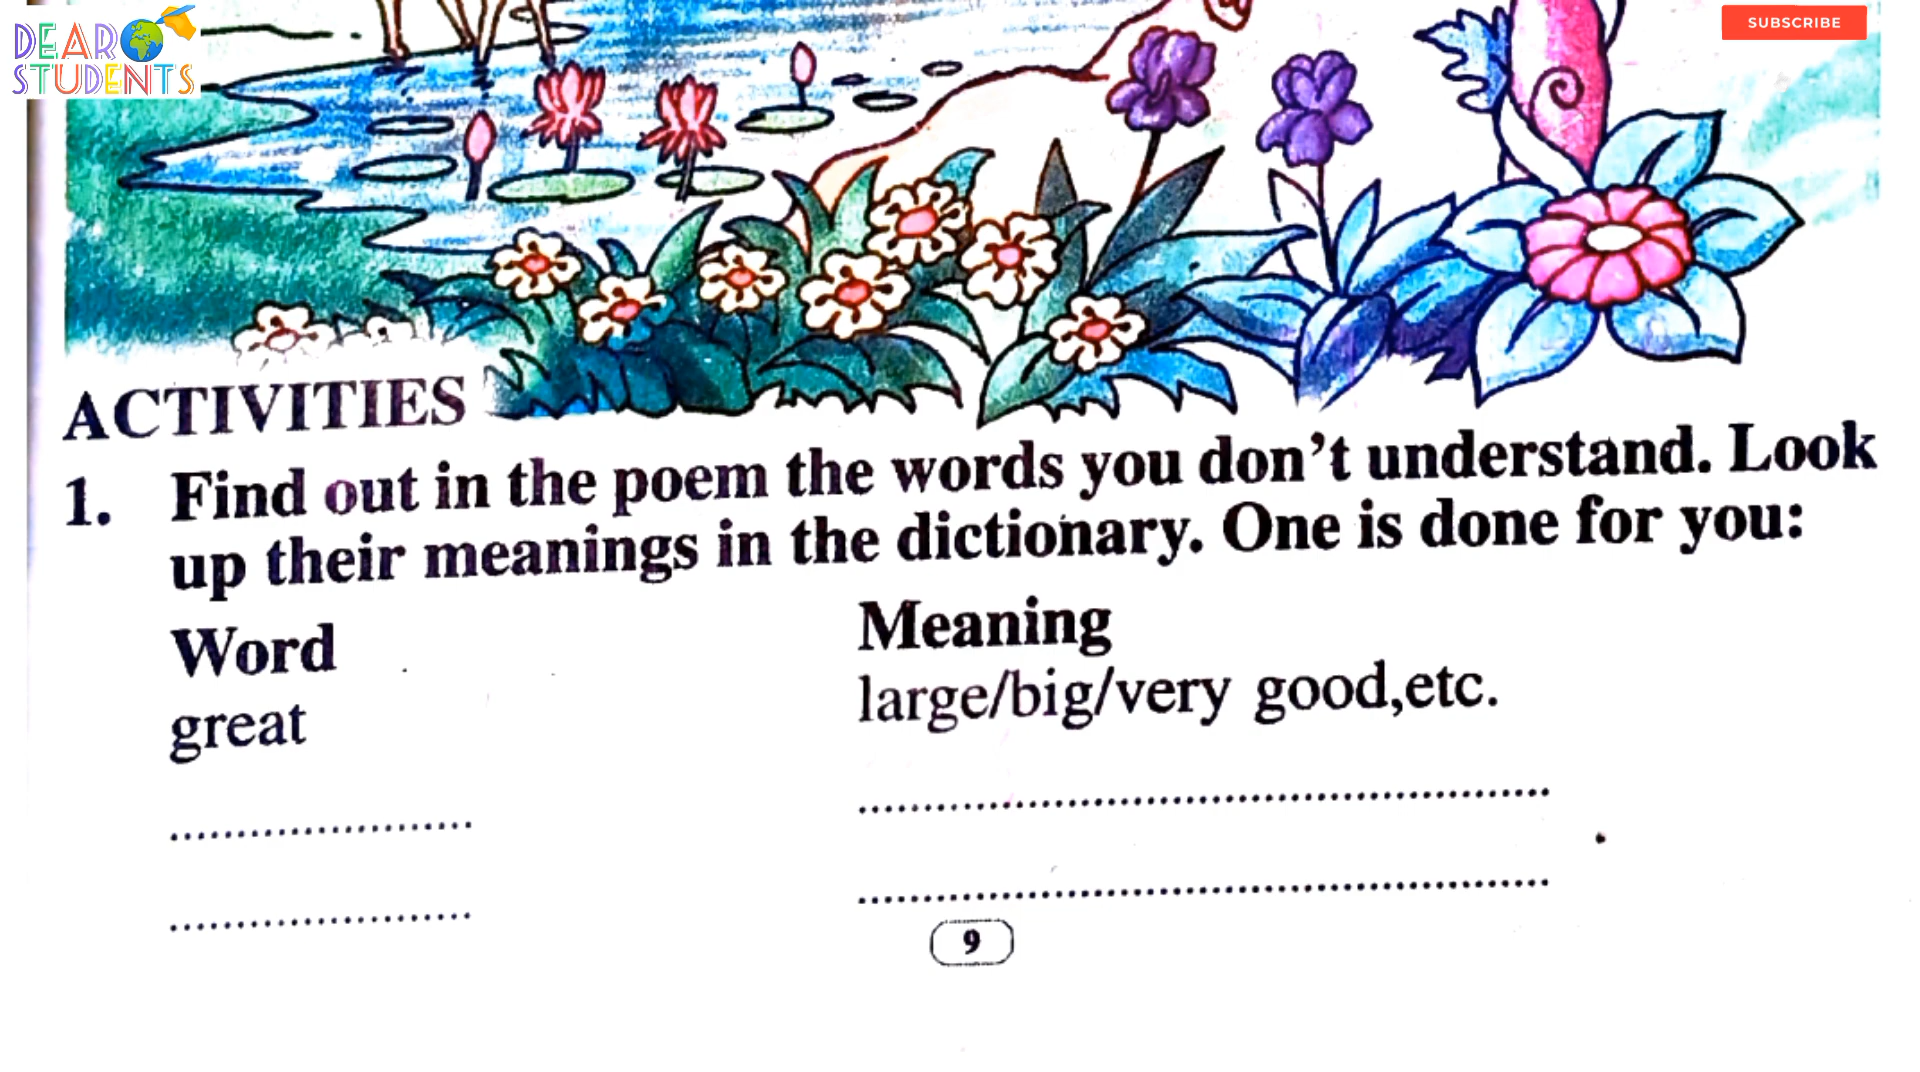 DEAR
STUDENTS
SUBSCRIBE
ACTIVITIES
1. Find out in the poem the words you don't understand. Look
up their meanings in the dictionary. One is done for you:
Word Meaning
great large/big/very good,etc.
........................ ..........................................................
........................ ..........................................................
9